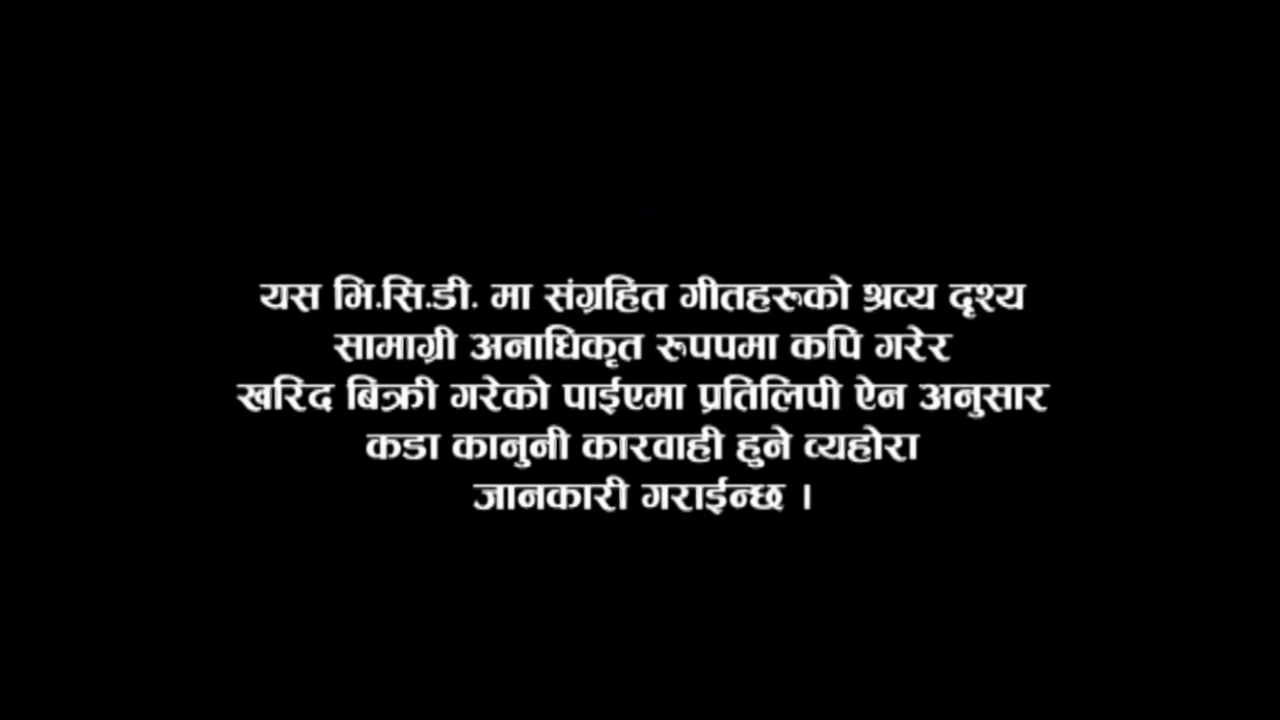 यस भि.सि.डी. मा संग्रहित गीतहरुको श्रव्य दृश्य
सामाग्री अनाधिकृत रुपपमा कपि गरेर
खरिद बिक्री गरेको पाईएमा प्रतिलिपी ऐन अनुसार
कडा कानुनी कारवाही हुने व्यहोरा
जानकारी गराईन्छ ।